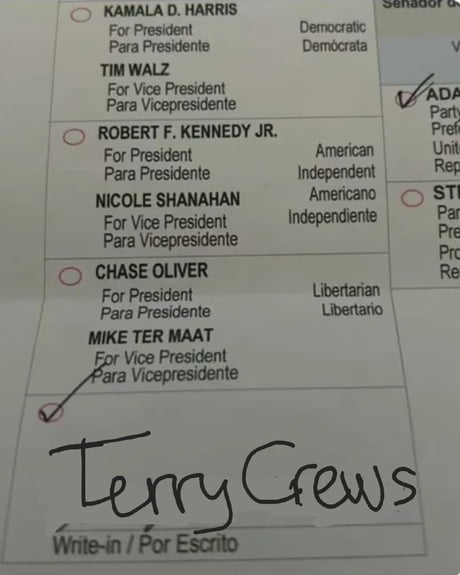 KAMALA D. HARRIS
For President Democratic
Para Presidente Demócrata
TIM WALZ
For Vice President
Para Vicepresidente
ROBERT F. KENNEDY JR.
For President American
Para Presidente Independent
NICOLE SHANAHAN Americano
For Vice President Independiente
Para Vicepresidente
CHASE OLIVER
For President Libertarian
Para Presidente Libertario
MIKE TER MAAT
For Vice President
Para Vicepresidente
Terry Crews
Write-in / Por Escrito
Senador
V
ADA
Party
Pref
Unit
Rep
STE
Par
Pre
Pro
Re